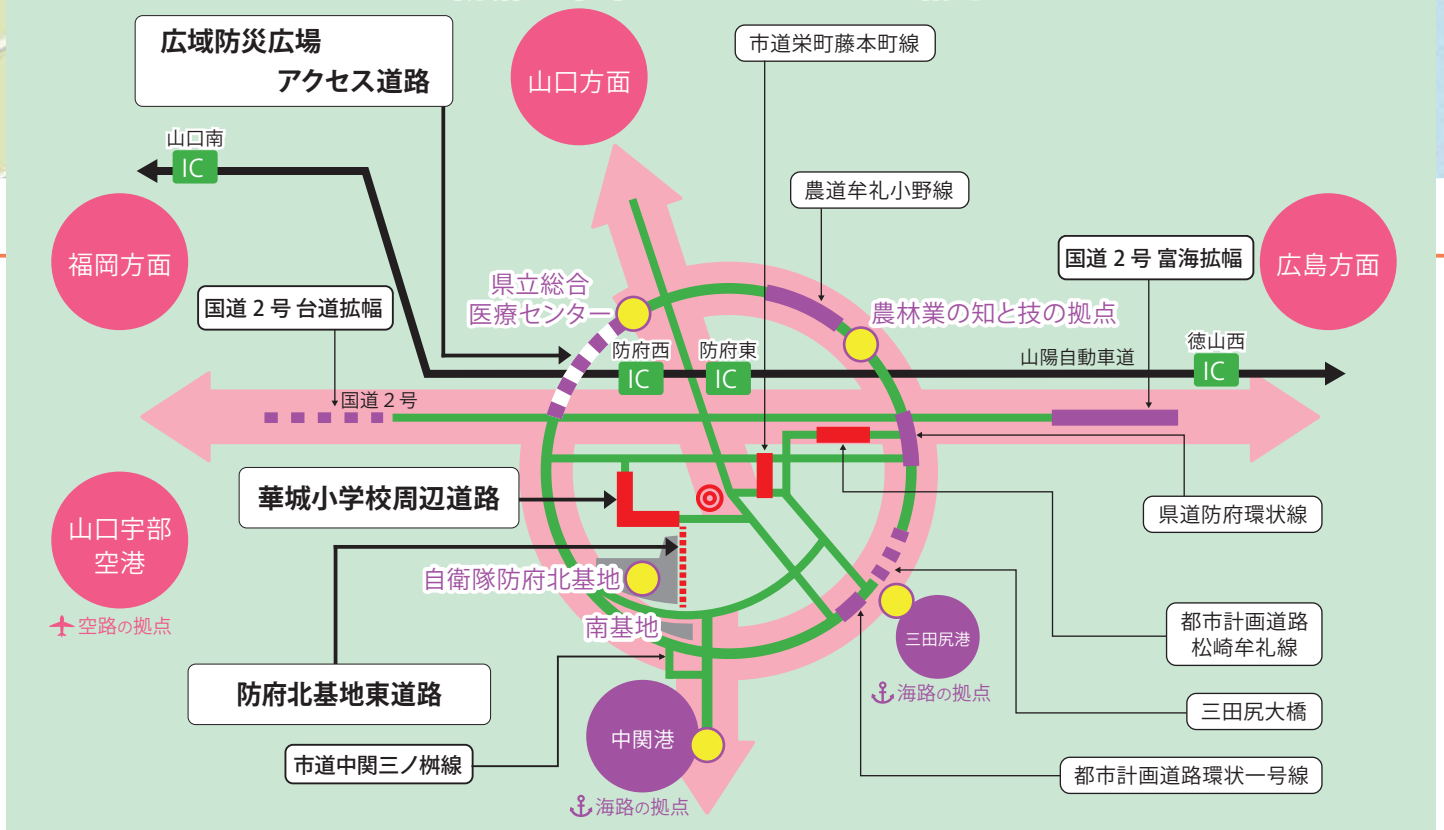 広域防災広場
アクセス道路
山口方面
市道栄町藤本町線
山口南
IC
農道牟礼小野線
福岡方面
国道2号 富海拡幅
広島方面
県立総合
医療センター
国道2号 台道拡幅
農林業の知と技の拠点
防府西
IC
防府東
IC
山陽自動車道
徳山西
IC
国道2号
華城小学校周辺道路
山口宇部
空港
空路の拠点
県道防府環状線
自衛隊防府北基地
南基地
三田尻港
海路の拠点
都市計画道路
松崎牟礼線
防府北基地東道路
三田尻大橋
中関港
海路の拠点
市道中関三ノ桝線
都市計画道路環状一号線